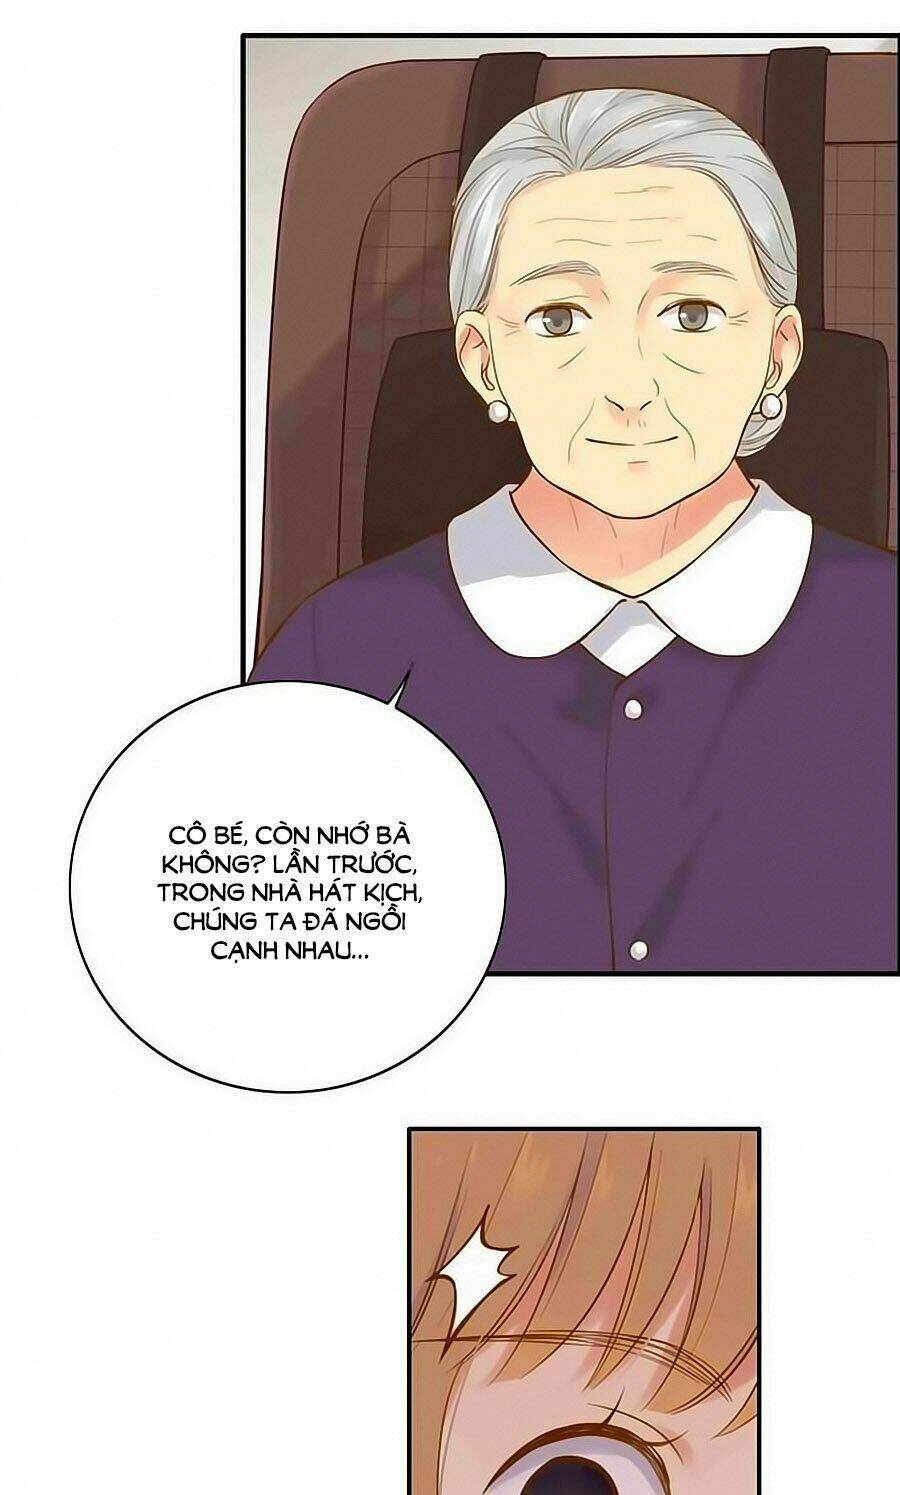 CÔ BÉ, CÒN NHỚ BÀ
KHÔNG? LẦN TRƯỚC,
TRONG NHÀ HÁT KỊCH,
CHÚNG TA ĐÃ NGỒI
CẠNH NHAU...